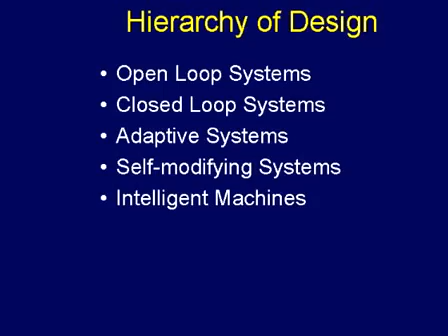 Hierarchy of Design
• Open Loop Systems
• Closed Loop Systems
• Adaptive Systems
• Self-modifying Systems
• Intelligent Machines